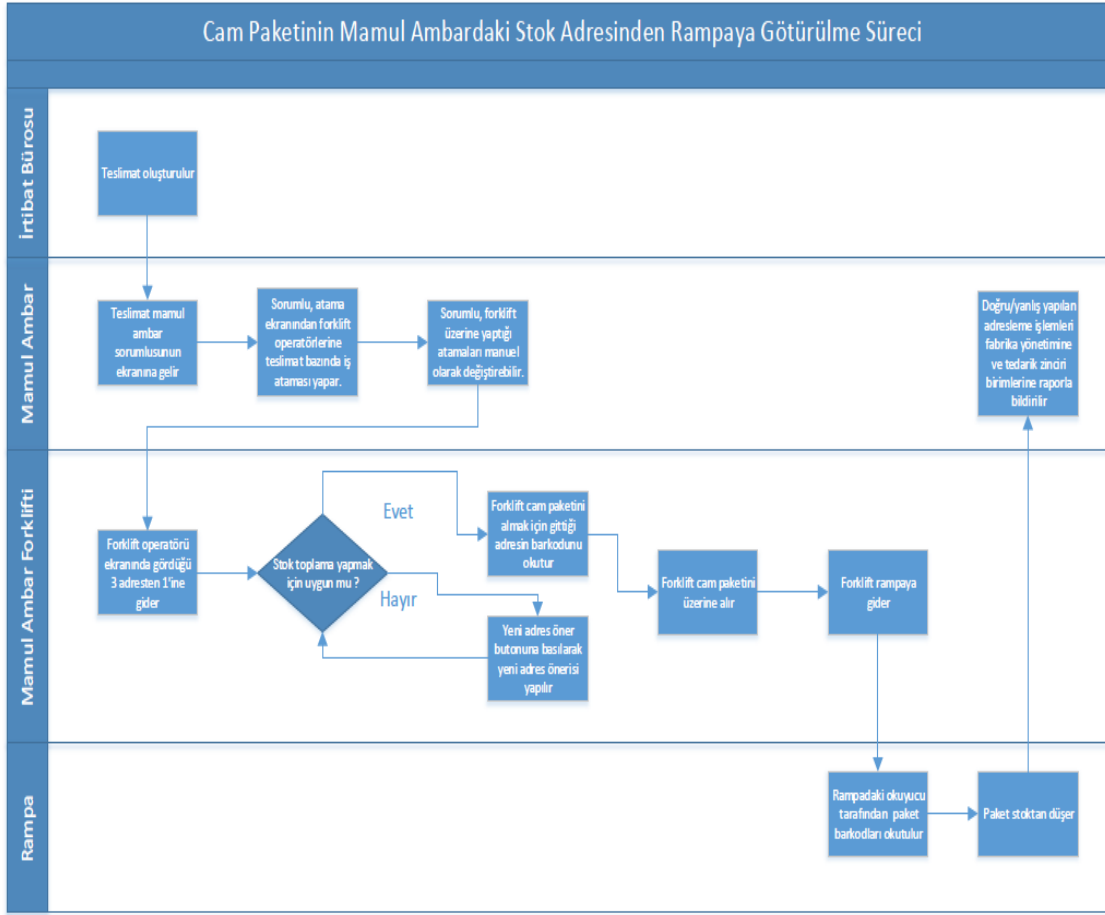 Cam Paketinin Mamul Ambardaki Stok Adresinden Rampaya Götürülme Süreci
İrtibat Bürosu
Teslimat oluşturulur
Mamul Ambar
Teslimat mamul
ambar
sorumlusunun
ekranına gelir
Sorumlu, atama
ekranından forklift
operatörlerine
teslimat bazında iş
ataması yapar.
Sorumlu, forklift
üzerine yaptığı
atamaları manuel
olarak değiştirebilir.
Doğru/yanlış yapılan
adresleme işlemleri
fabrika yönetimine
ve tedarik zinciri
birimlerine raporla
bildirilir
Mamul Ambar Forklifti
Forklift operatörü
ekranında gördüğü
3 adresten 1'ine
gider
Stok toplama yapmak
için uygun mu ?
Evet
Hayır
Forklift cam paketini
almak için gittiği
adresin barkodunu
okutur
Yeni adres öner
butonuna basılarak
yeni adres önerisi
yapılır
Forklift cam paketini
üzerine alır
Forklift rampaya
gider
Rampa
Rampadaki okuyucu
tarafından paket
barkodları okutulur
Paket stoktan düşer